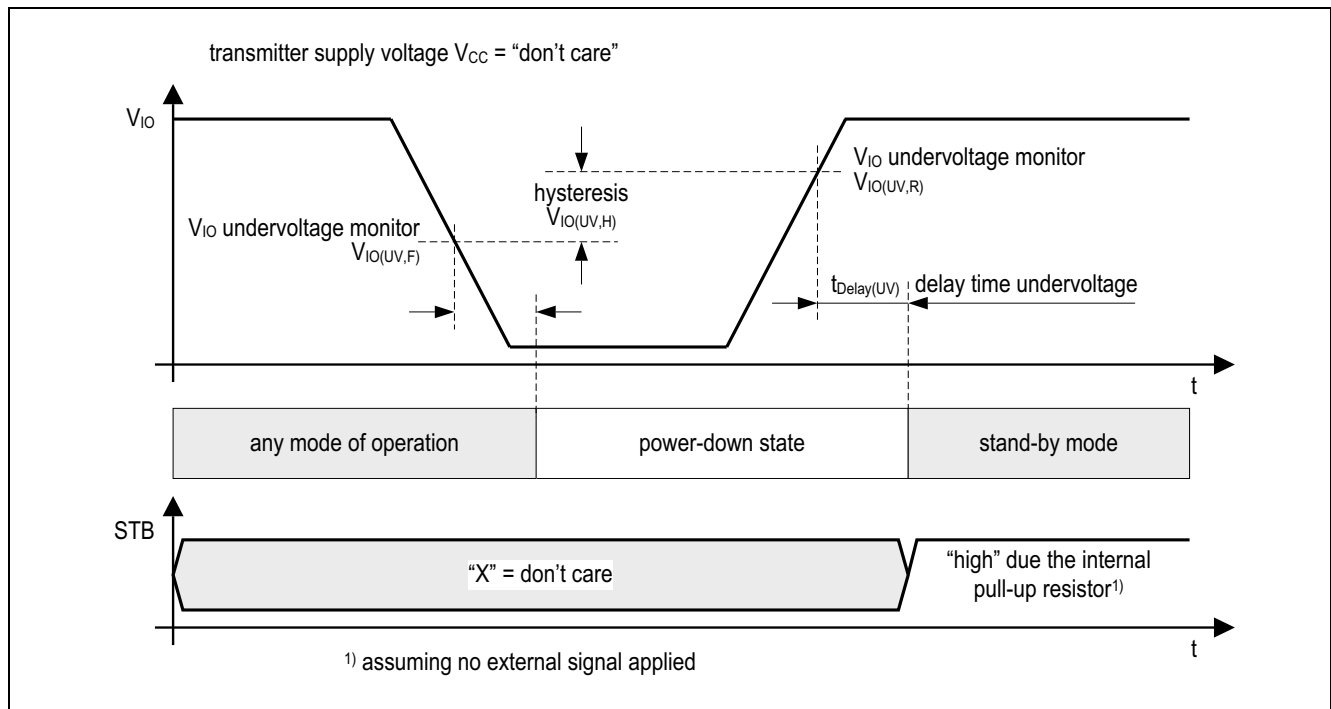 transmitter supply voltage VCC = “don’t care”
VIO
VIO undervoltage monitor
VIO(UV,F)
hysteresis
VIO(UV,H)
VIO undervoltage monitor
VIO(UV,R)
tDelay(UV) delay time undervoltage
t
any mode of operation
power-down state
stand-by mode
STB
“X” = don’t care
“high” due the internal
pull-up resistor1)
t
1) assuming no external signal applied